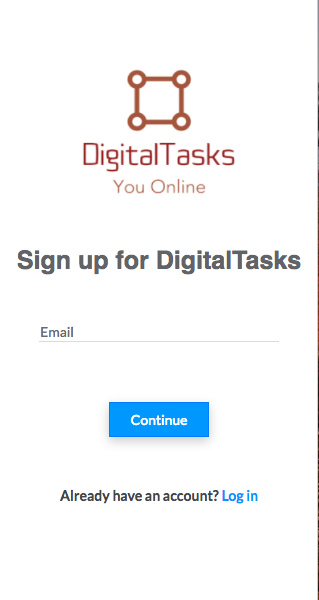 DigitalTasks
You Online
Sign up for DigitalTasks
Email
Continue
Already have an account? Log in